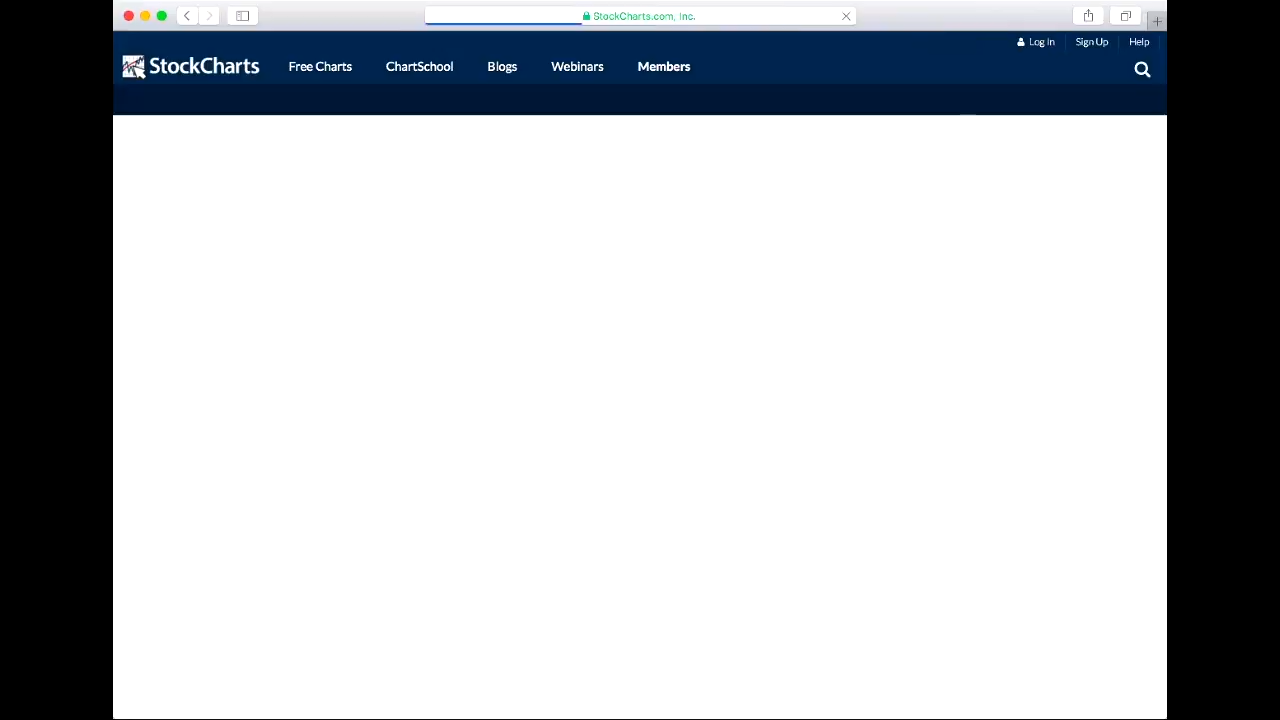 StockCharts.com, Inc.
Log In
Sign Up
Help
StockCharts
Free Charts
ChartSchool
Blogs
Webinars
Members